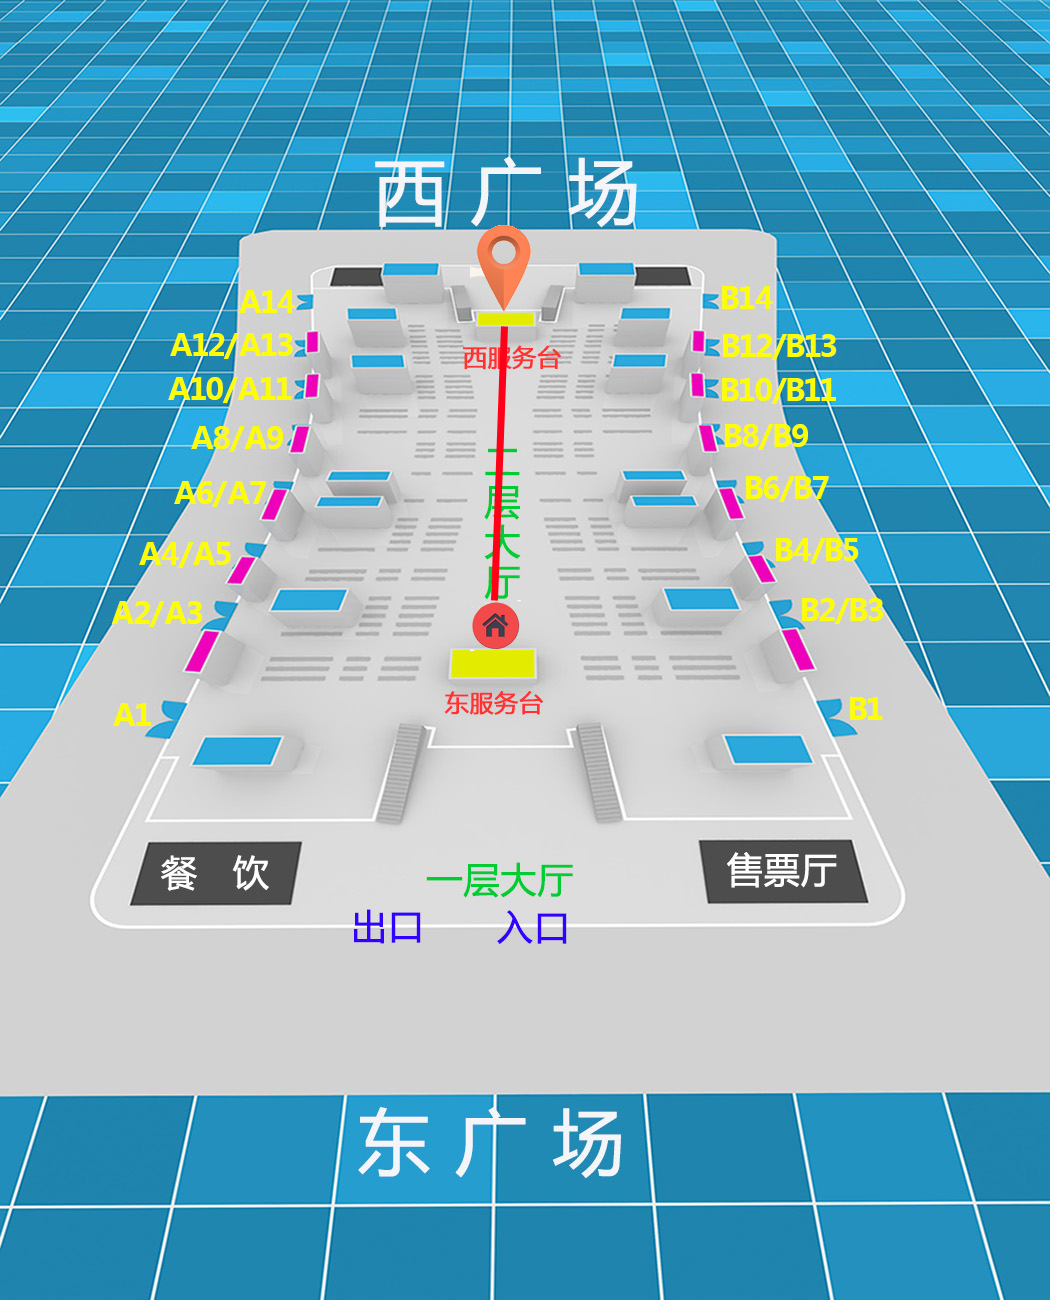 西广场
A14
B14
A12/A13
西服务台
B12/B13
A10/A11
B10/B11
A8/A9
B8/B9
二层大厅
A6/A7
B6/B7
A4/A5
B4/B5
A2/A3
B2/B3
东服务台
A1
B1
餐 饮
一层大厅
售票厅
出口
入口
东广场